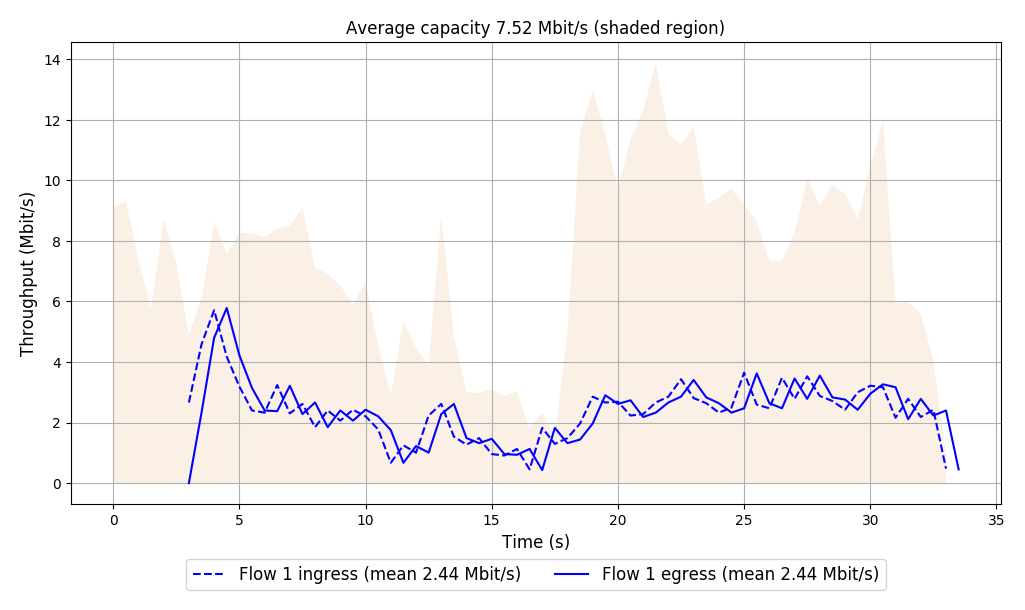 Average capacity 7.52 Mbit/s (shaded region)
14
12
10
8
6
4
2
0
Throughput (Mbit/s)
0 5 10 15 20 25 30 35
Time (s)
Flow 1 ingress (mean 2.44 Mbit/s) Flow 1 egress (mean 2.44 Mbit/s)